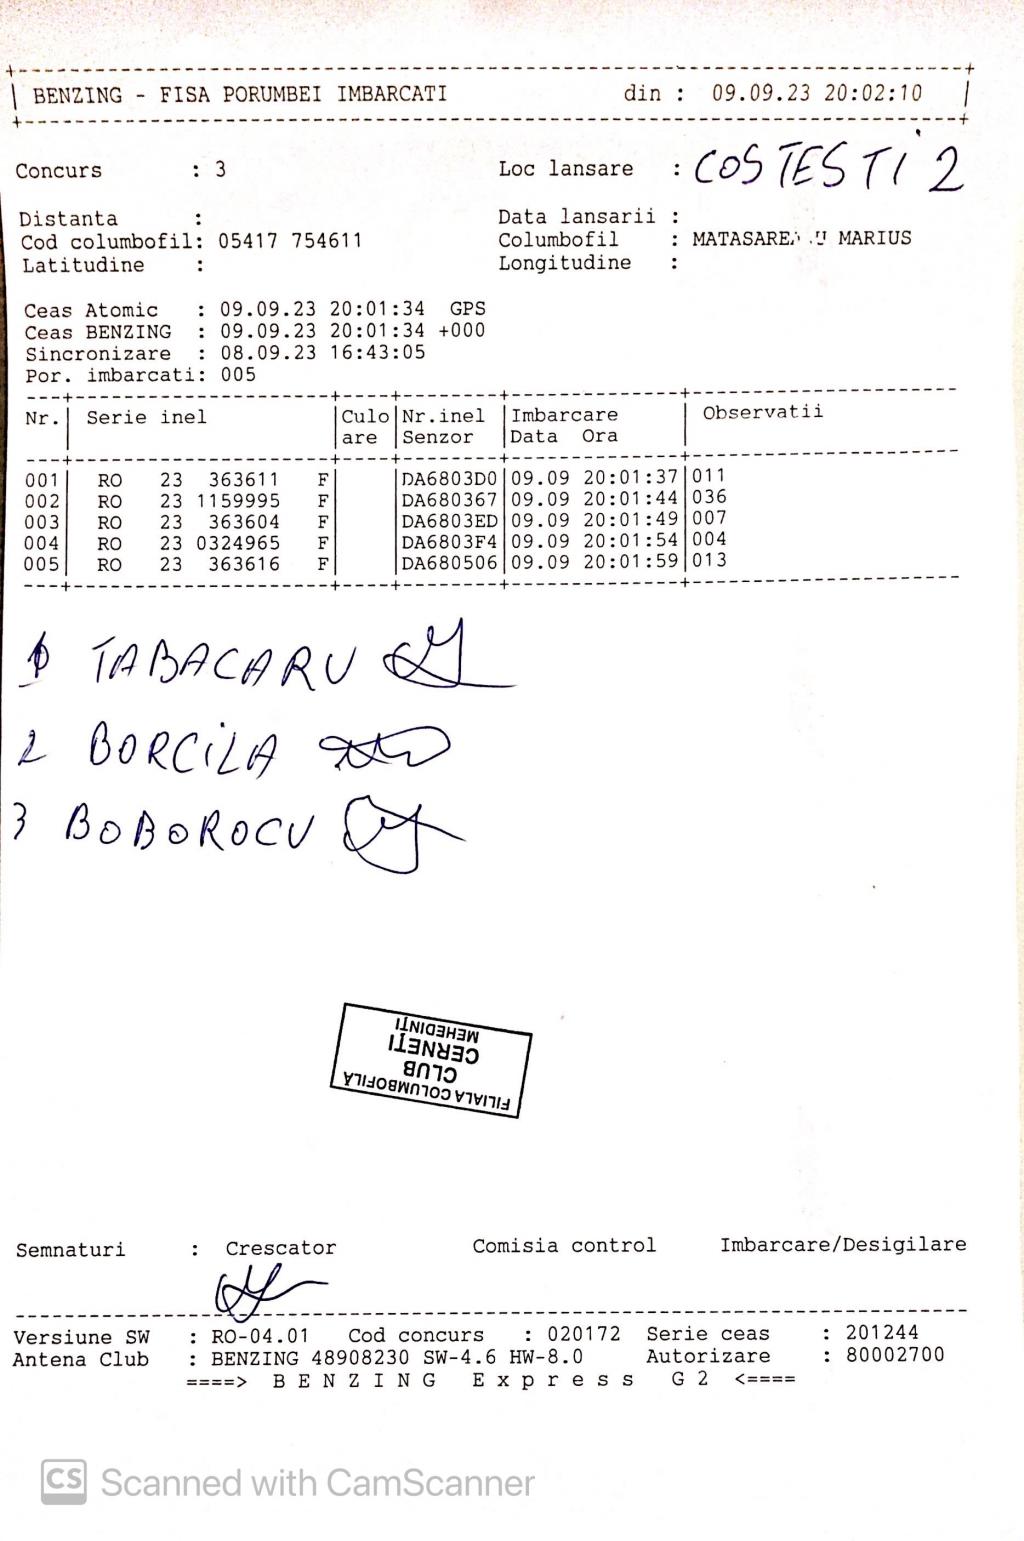 BENZING - FISA PORUMBEI IMBARCATI din : 09.09.23 20:02:10
Concurs : 3 Loc lansare : COSTESTI 2
Distanta : Data lansarii :
Cod columbofil: 05417 754611 Columbofil : MARIUS
Latitudine : Longitudine :
Ceas Atomic : 09.09.23 20:01:34 GPS
Ceas BENZING : 09.09.23 20:01:34 +000
Sincronizare : 08.09.23 16:43:05
Por. imbarcati: 005
Nr. Serie inel Culo Nr.inel Imbarcare Observatii
are Senzor Data Ora
001 RO 23 363611 F DA6803D0 09.09 20:01:37 011
002 RO 23 1159995 F DA680367 09.09 20:01:44 036
003 RO 23 363604 F DA6803ED 09.09 20:01:49 007
004 RO 23 0324965 F DA6803F4 09.09 20:01:54 004
005 RO 23 363616 F DA680506 09.09 20:01:59 013
1 TABACARU
2 BORCILA
3 BOBOROCU
FILIALA COLUMBOFILA
CLUB
CERNEȚI
MEHEDINȚI
Semnaturi : Crescator Comisia control Imbarcare/Desigilare
Versiune SW : RO-04.01 Cod concurs : 020172 Serie ceas : 201244
Antena Club : BENZING 48908230 SW-4.6 HW-8.0 Autorizare : 80002700
====> B E N Z I N G E x p r e s s G 2 <====
CS Scanned with CamScanner